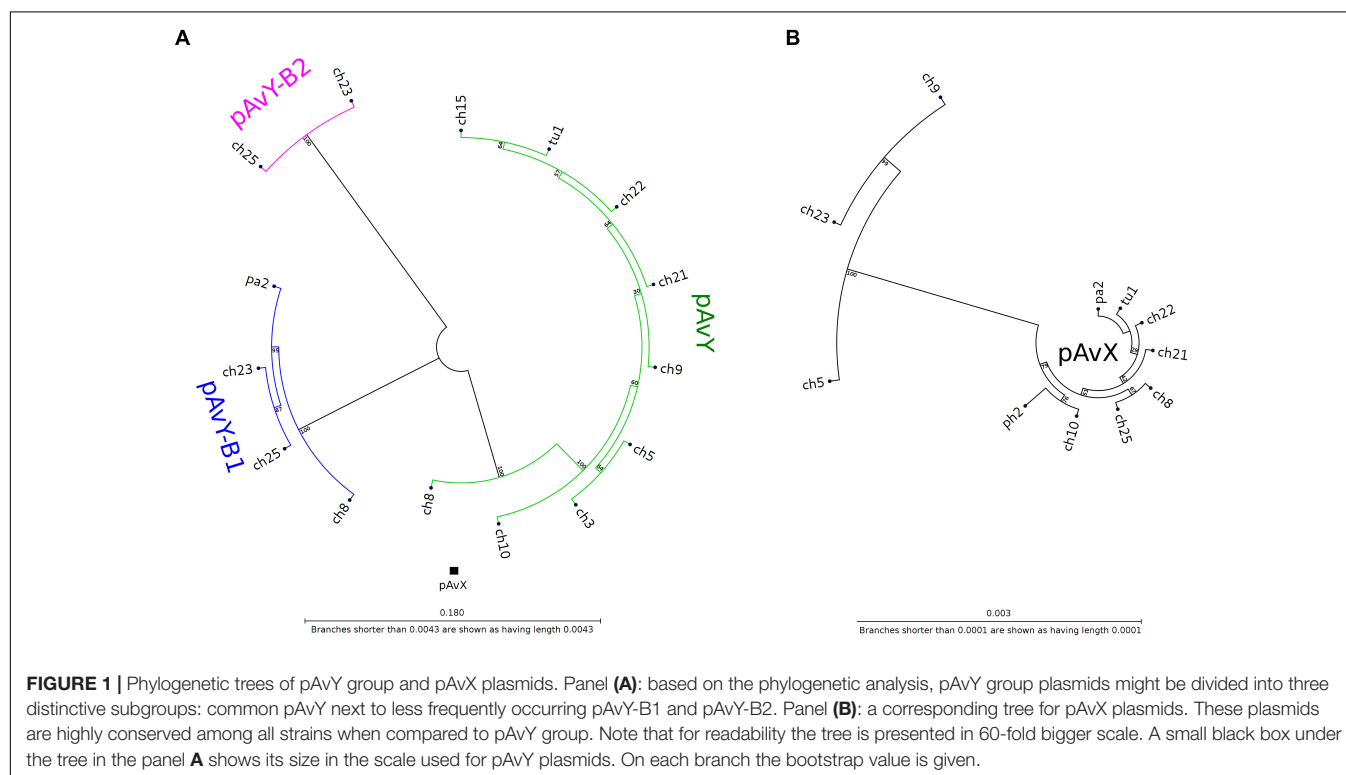 A
B
pAvY-B2
ch23
ch25
100
ch15
tu1
ch22
ch21
pAvY
ch9
ch5
ch3
ch10
ch8
100
100
pa2
ch23
pAvY-B1
ch25
ch8
100
pAvX
0.180
Branches shorter than 0.0043 are shown as having length 0.0043
ch9
ch23
100
ch5
pa2
tu1
ch22
pAvX
ch21
ch8
ch25
ch10
ph2
0.003
Branches shorter than 0.0001 are shown as having length 0.0001
FIGURE 1 | Phylogenetic trees of pAvY group and pAvX plasmids. Panel (A): based on the phylogenetic analysis, pAvY group plasmids might be divided into three
distinctive subgroups: common pAvY next to less frequently occurring pAvY-B1 and pAvY-B2. Panel (B): a corresponding tree for pAvX plasmids. These plasmids
are highly conserved among all strains when compared to pAvY group. Note that for readability the tree is presented in 60-fold bigger scale. A small black box under
the tree in the panel A shows its size in the scale used for pAvY plasmids. On each branch the bootstrap value is given.